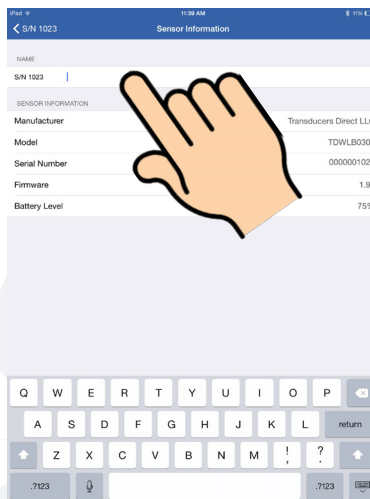 iPad 11:39 AM 11%
S/N 1023 Sensor Information
NAME
S/N 1023
SENSOR INFORMATION
Manufacturer Transducers Direct LL
Model TDWLB030
Serial Number 000000102
Firmware 1.9
Battery Level 75
Q W E R T Y U I O P
A S D F G H J K L return
Z X C V B N M ! , ? .
.?123 .?123